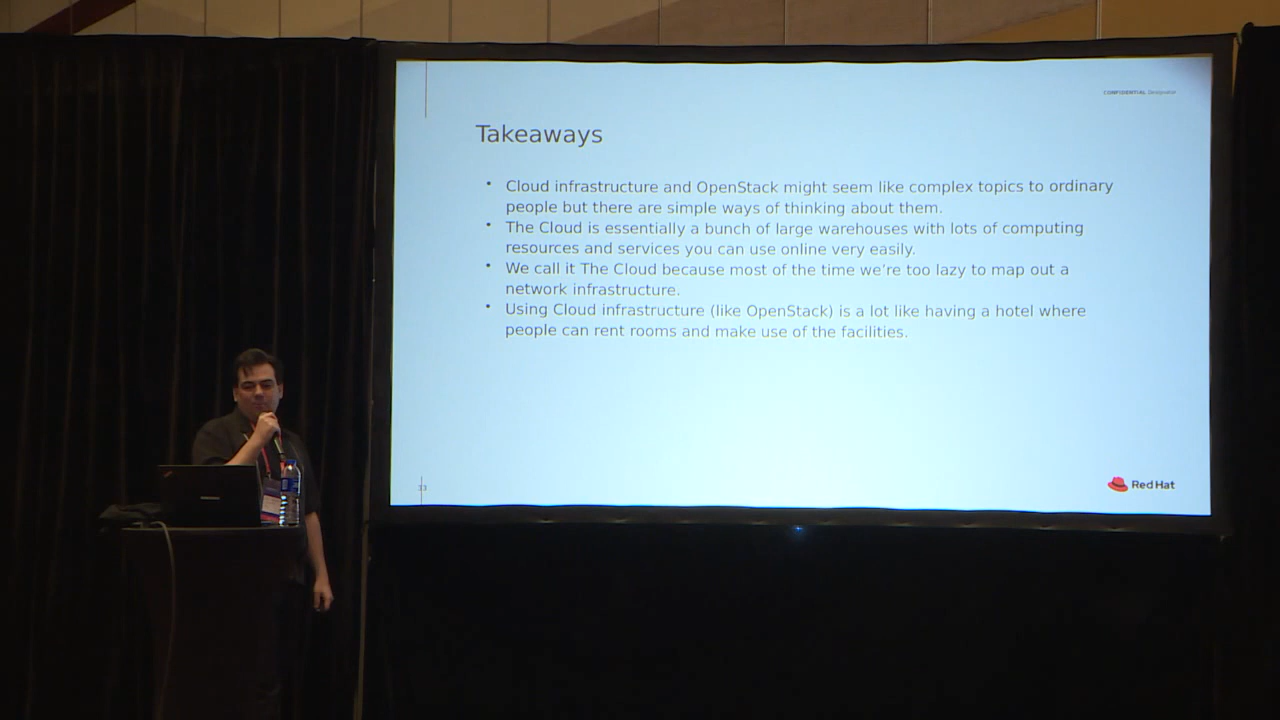 CONFIDENTIAL Designator
Takeaways
• Cloud infrastructure and OpenStack might seem like complex topics to ordinary
people but there are simple ways of thinking about them.
• The Cloud is essentially a bunch of large warehouses with lots of computing
resources and services you can use online very easily.
• We call it The Cloud because most of the time we’re too lazy to map out a
network infrastructure.
• Using Cloud infrastructure (like OpenStack) is a lot like having a hotel where
people can rent rooms and make use of the facilities.
33
Red Hat